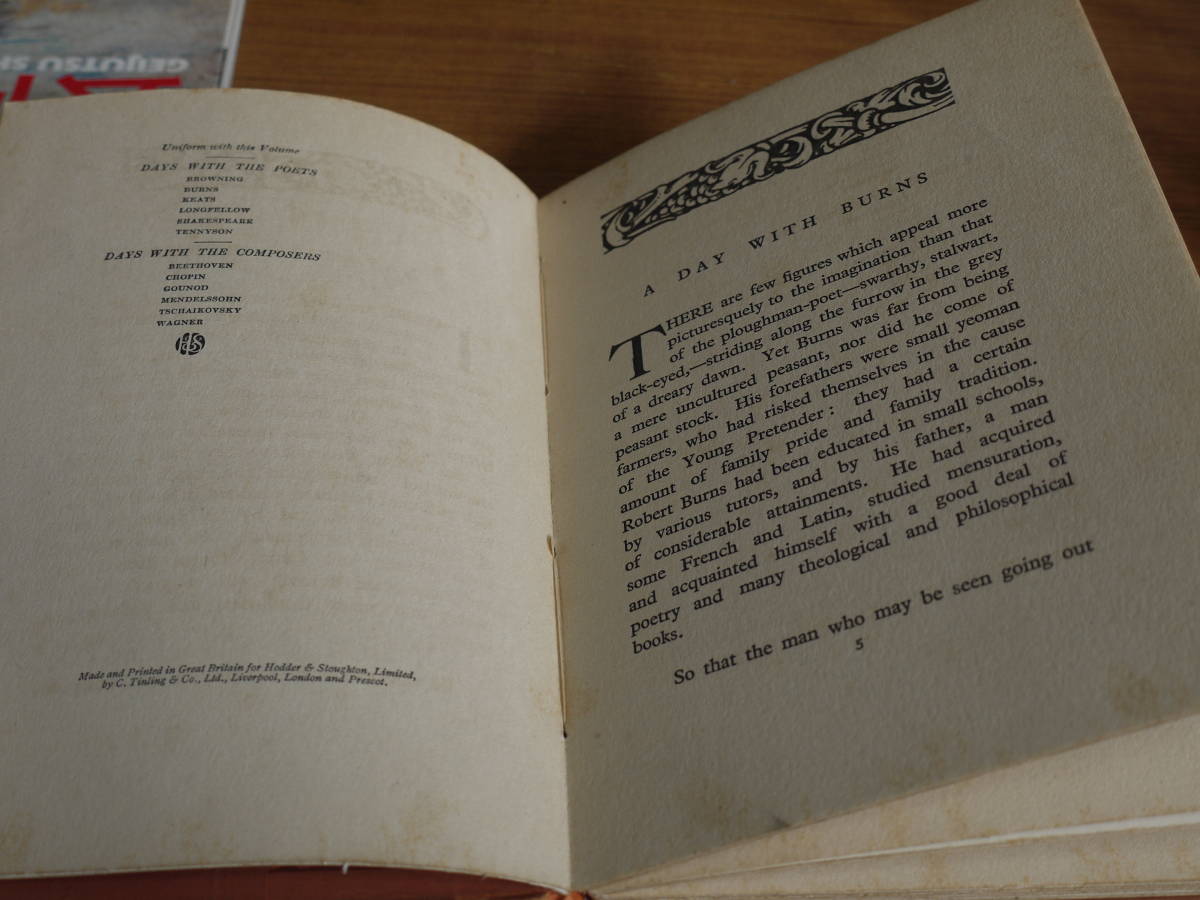 GEIJUTSU SH
Uniform with this Volume
DAYS WITH THE POETS
BROWNING
BURNS
KEATS
LONGFELLOW
SHAKESPEARE
TENNYSON
DAYS WITH THE COMPOSERS
BEETHOVEN
CHOPIN
GOUNOD
MENDELSSOHN
TSCHAIKOVSKY
WAGNER
H&S
Made and Printed in Great Britain for Hodder & Stoughton, Limited,
by C. Tinling & Co., Ltd., Liverpool, London and Prescot.
A DAY WITH BURNS
THERE are few figures which appeal more
picturesquely to the imagination than that
of the ploughman-poet—swarthy, stalwart,
black-eyed,—striding along the furrow in the grey
of a dreary dawn. Yet Burns was far from being
a mere uncultured peasant, nor did he come of
peasant stock. His forefathers were small yeoman
farmers, who had risked themselves in the cause
of the Young Pretender: they had a certain
amount of family pride and family tradition.
Robert Burns had been educated in small schools,
by various tutors, and by his father, a man
of considerable attainments. He had acquired
some French and Latin, studied mensuration,
and acquainted himself with a good deal of
poetry and many theological and philosophical
books.
So that the man who may be seen going out
5